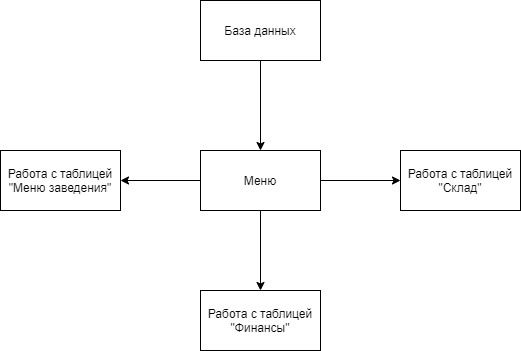 База данных
Работа с таблицей
"Меню заведения"
Меню
Работа с таблицей
"Склад"
Работа с таблицей
"Финансы"